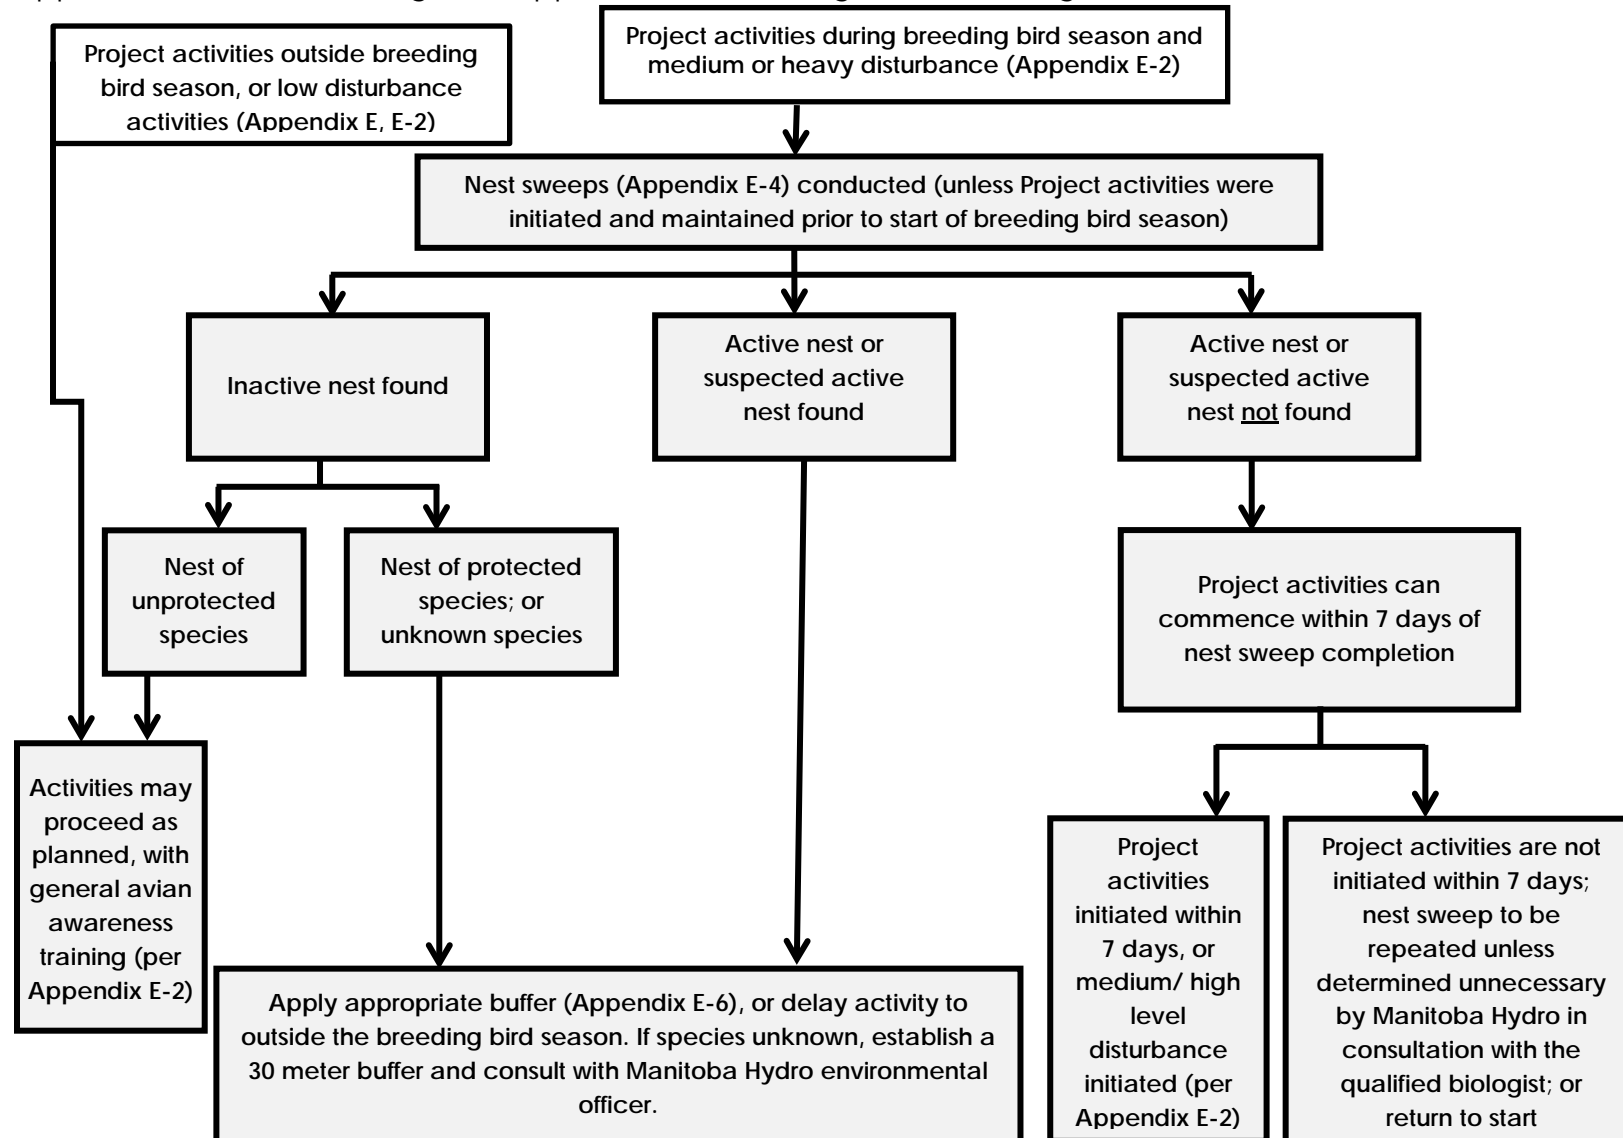 Project activities outside breeding
bird season, or low disturbance
activities (Appendix E, E-2)
Project activities during breeding bird season and
medium or heavy disturbance (Appendix E-2)
Nest sweeps (Appendix E-4) conducted (unless Project activities were
initiated and maintained prior to start of breeding bird season)
Inactive nest found
Active nest or
suspected active
nest found
Active nest or
suspected active
nest not found
Nest of
unprotected
species
Nest of protected
species; or
unknown species
Project activities can
commence within 7 days of
nest sweep completion
Activities may
proceed as
planned, with
general avian
awareness
training (per
Appendix E-2)
Apply appropriate buffer (Appendix E-6), or delay activity to
outside the breeding bird season. If species unknown, establish a
30 meter buffer and consult with Manitoba Hydro environmental
officer.
Project
activities
initiated within
7 days, or
medium/ high
level
disturbance
initiated (per
Appendix E-2)
Project activities are not
initiated within 7 days;
nest sweep to be
repeated unless
determined unnecessary
by Manitoba Hydro in
consultation with the
qualified biologist; or
return to start